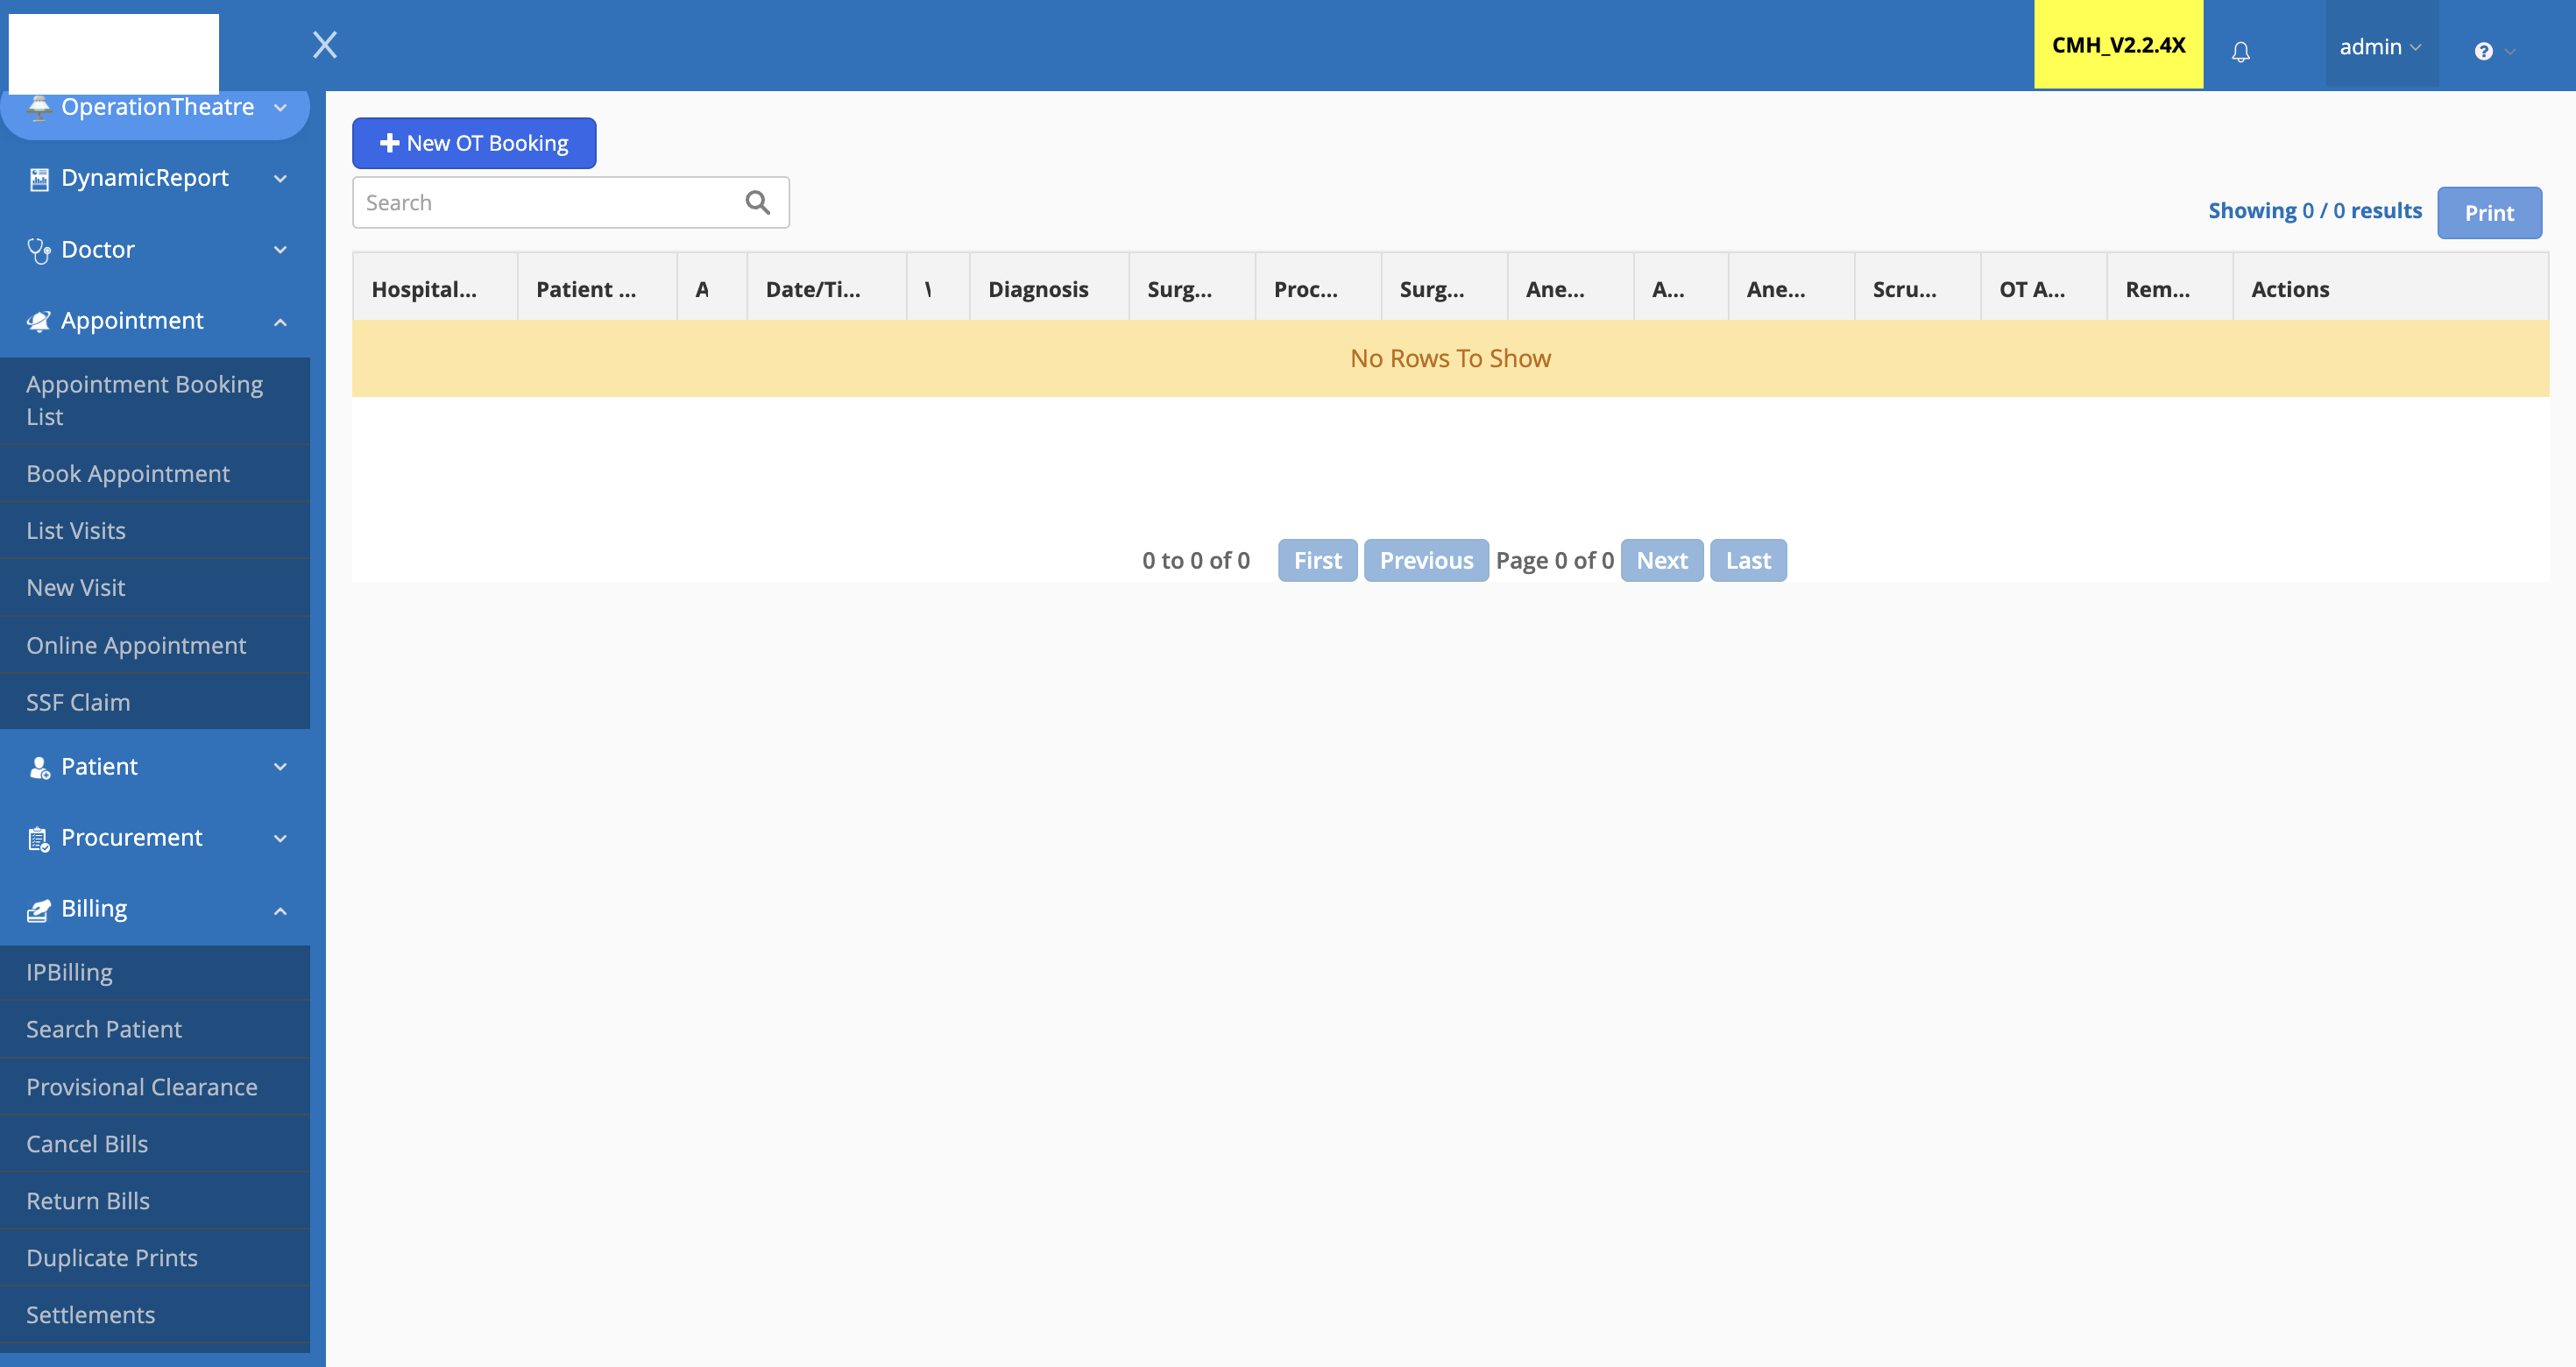 CMH_V2.2.4X
admin
OperationTheatre
DynamicReport
Doctor
Appointment
Appointment Booking
List
Book Appointment
List Visits
New Visit
Online Appointment
SSF Claim
Patient
Procurement
Billing
IPBilling
Search Patient
Provisional Clearance
Cancel Bills
Return Bills
Duplicate Prints
Settlements
New OT Booking
Search
Showing 0 / 0 results
Print
Hospital... Patient ... A Date/Ti... Diagnosis Surg... Proc... Surg... Ane... A... Ane... Scru... OT A... Rem... Actions
No Rows To Show
0 to 0 of 0 First Previous Page 0 of 0 Next Last